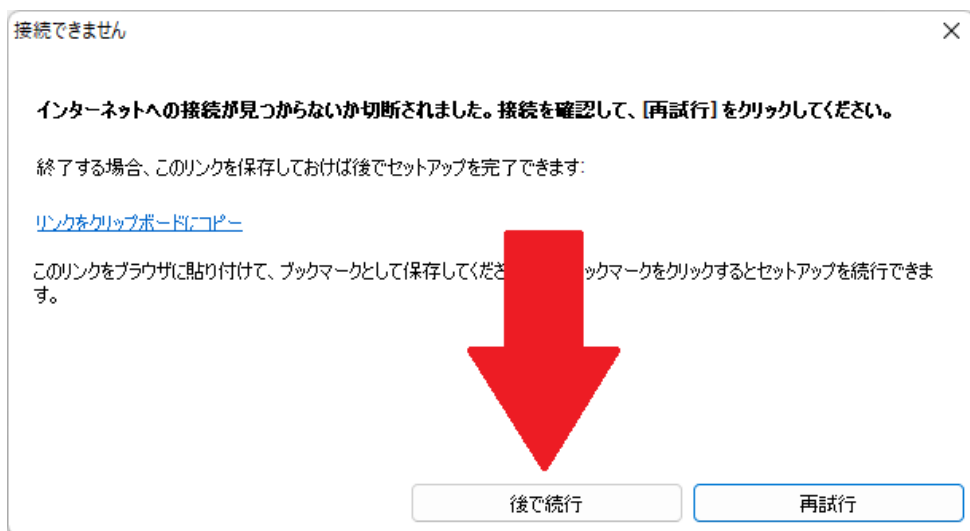 接続できません
インターネットへの接続が見つからないか切断されました。接続を確認して、[再試行] をクリックしてください。
終了する場合、このリンクを保存しておけば後でセットアップを完了できます:
リンクをクリップボードにコピー
このリンクをブラウザに貼り付けて、ブックマークとして保存してくだ ックマークをクリックするとセットアップを続行できま
す。
後で続行
再試行